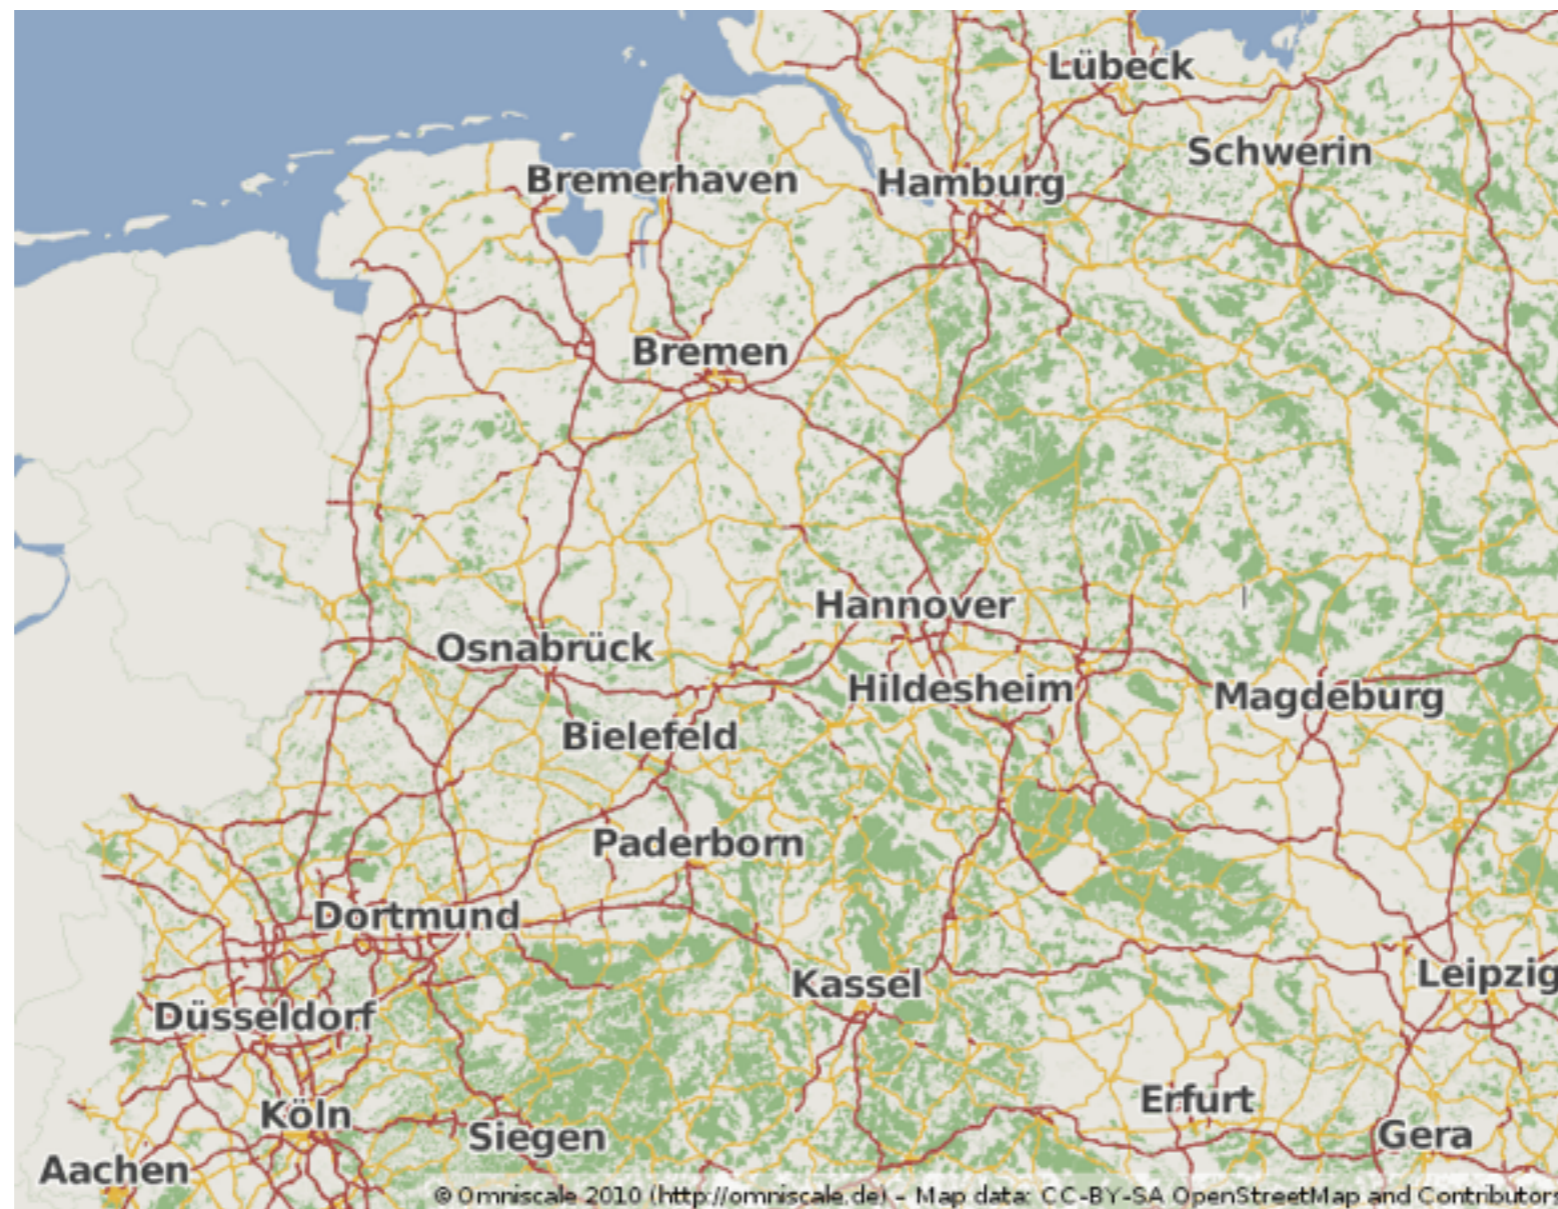 Lübeck
Schwerin
Bremerhaven
Hamburg
Bremen
Hannover
Osnabrück
Hildesheim
Magdeburg
Bielefeld
Paderborn
Dortmund
Kassel
Leipzig
Düsseldorf
Erfurt
Köln
Siegen
Gera
Aachen
© Omniscale 2010 (http://omniscale.de) – Map data: CC-BY-SA OpenStreetMap and Contributors